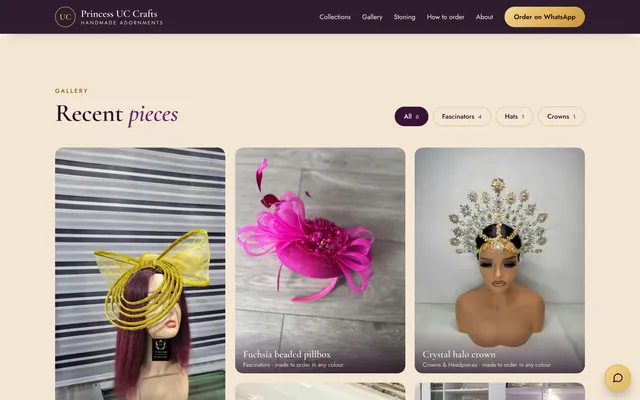 UC
Princess UC Crafts
HANDMADE ADORNMENTS
Collections
Gallery
Stoning
How to order
About
Order on WhatsApp
GALLERY
Recent pieces
All 6
Fascinators 4
Hats 1
Crowns 1
Fuchsia beaded pillbox
Fascinators · made to order in any colour
Crystal halo crown
Crowns & Headpieces · made to order in any colour